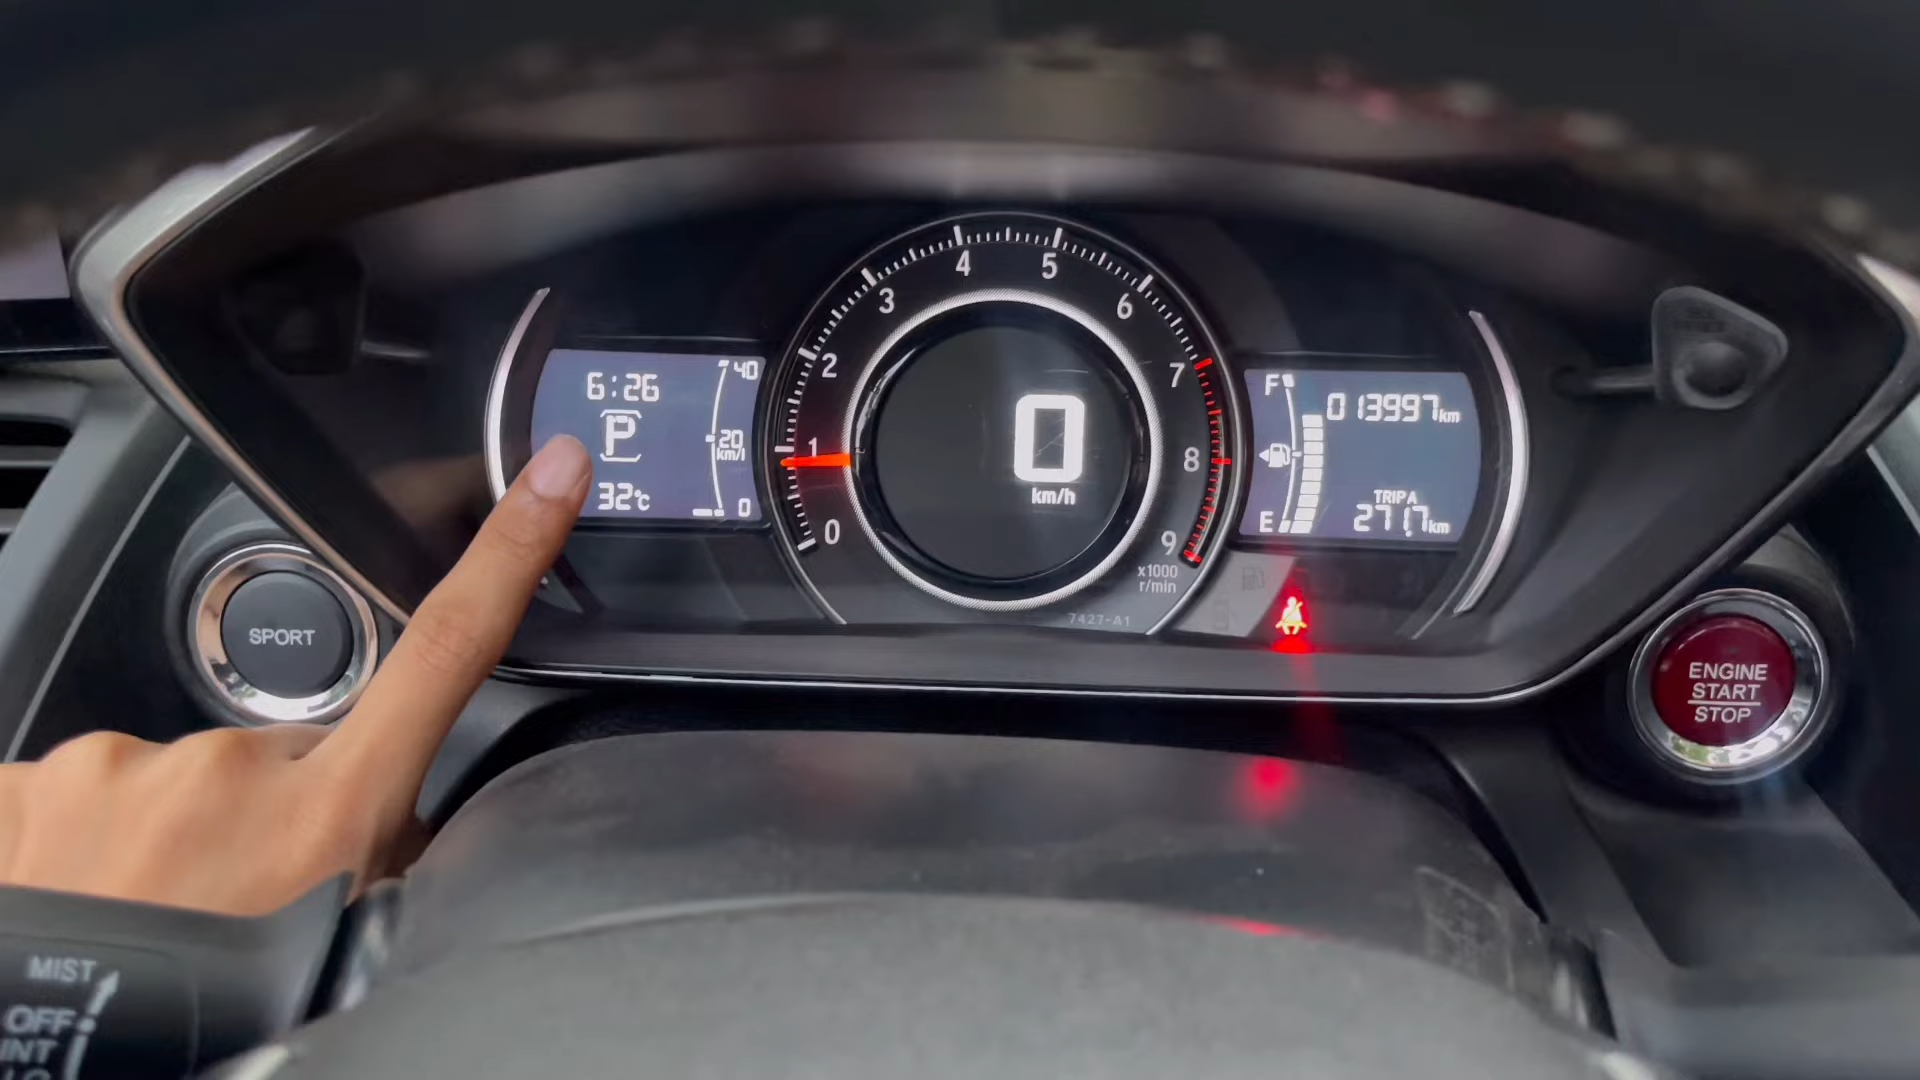 6:26
P
32°C
40
20
km/l
0
0
1
2
3
4
5
6
7
8
9
x1000
r/min
0
km/h
7427-A1
F
E
013997km
TRIP A
271.7km
SPORT
ENGINE
START
STOP
MIST
OFF
INT
LO